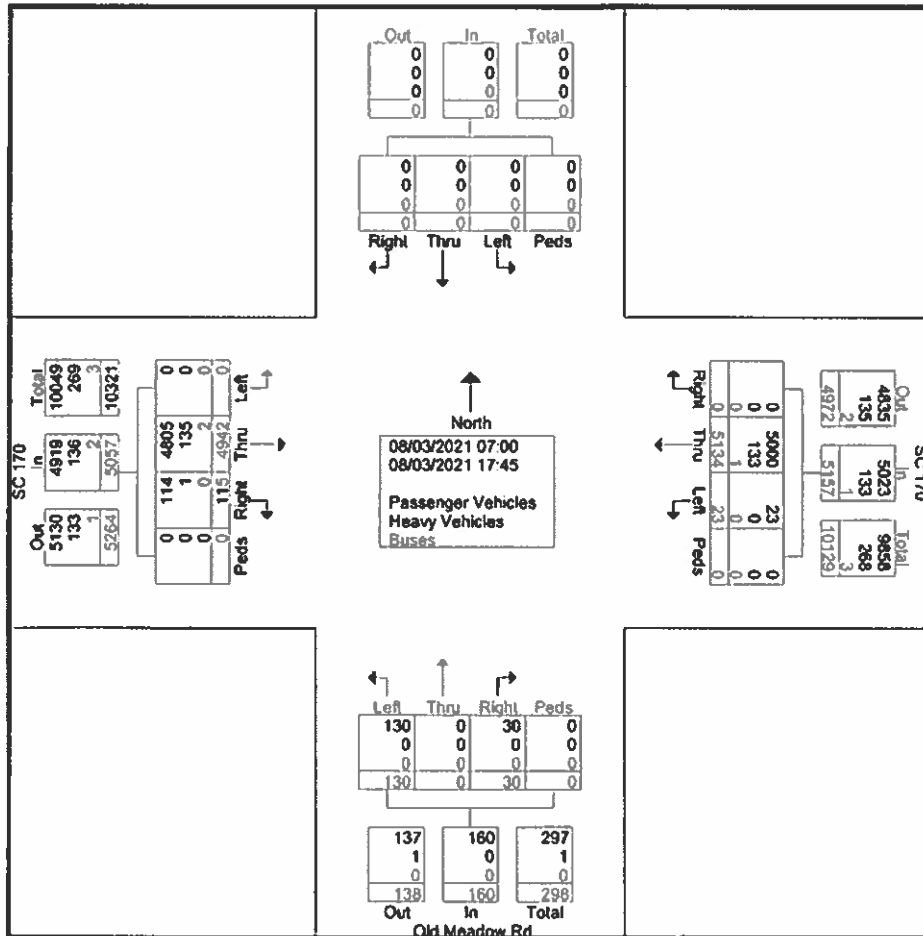 Out In Total
0 0 0
0 0 0
0 0 0
0 0 0
0 0 0 0
0 0 0 0
0 0 0 0
0 0 0 0
Right Thru Left Peds
SC 170
Total
10049
269
3
10321
In
4919
136
2
5057
Out
5130
133
1
5264
0 0 0 0
Left
4805 135 2 4942
Thru
114 1 0 115
Right
0 0 0 0
Peds
North
08/03/2021 07:00
08/03/2021 17:45
Passenger Vehicles
Heavy Vehicles
Buses
Right
0 0 0 0
Thru
5000 133 1 5134
Left
23 0 0 23
Peds
0 0 0 0
Out
4835
135
2
4972
In
5023
133
1
5157
Total
9858
268
3
10129
SC 170
Left Thru Right Peds
130 0 30 0
0 0 0 0
0 0 0 0
130 0 30 0
137 160 297
1 0 1
0 0 0
138 160 298
Out In Total
Old Meadow Rd